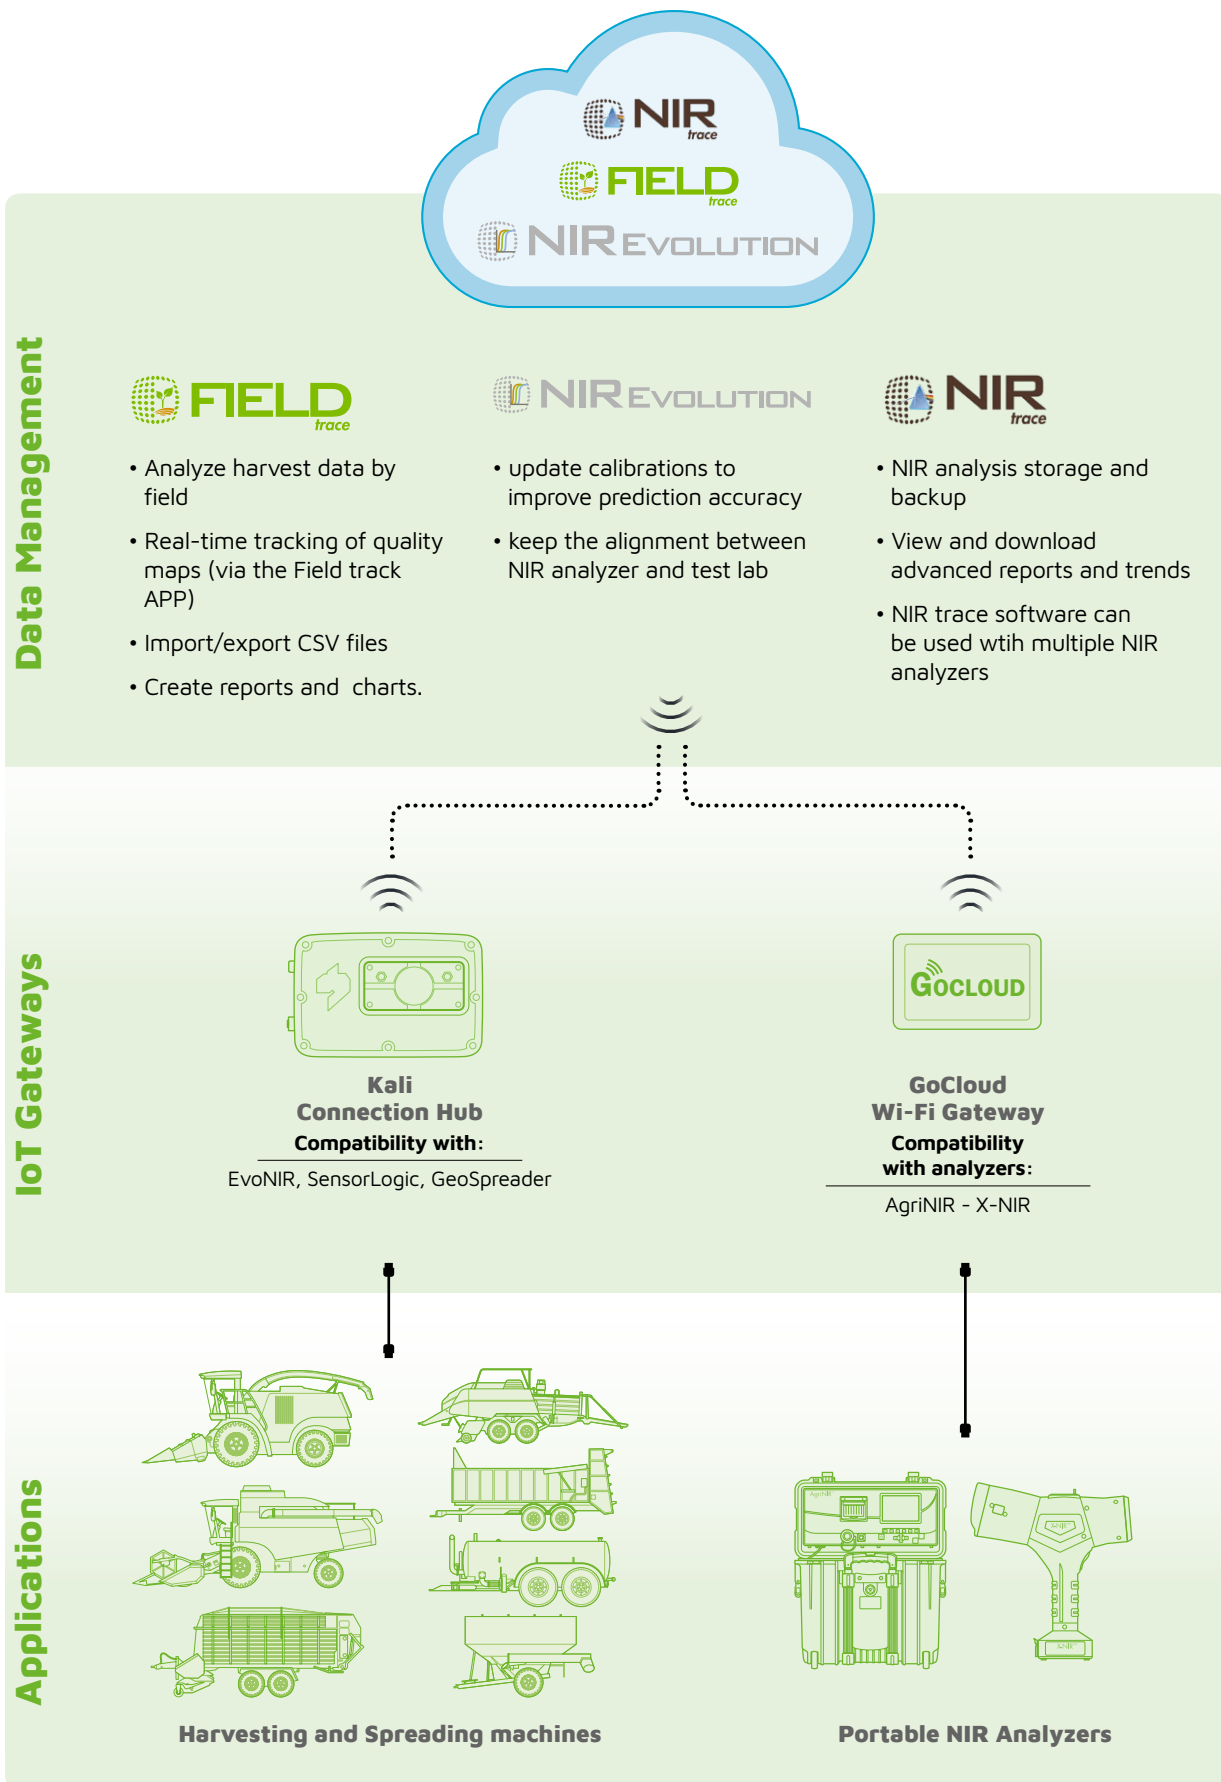 NIR
trace
FIELD
trace
NIR EVOLUTION
Data Management
FIELD
trace
• Analyze harvest data by
field
• Real-time tracking of quality
maps (via the Field track
APP)
• Import/export CSV files
• Create reports and  charts.
NIR EVOLUTION
• update calibrations to
improve prediction accuracy
• keep the alignment between
NIR analyzer and test lab
NIR
trace
• NIR analysis storage and
backup
• View and download
advanced reports and trends
• NIR trace software can
be used wtih multiple NIR
analyzers
IoT Gateways
Kali
Connection Hub
Compatibility with:
EvoNIR, SensorLogic, GeoSpreader
GOCLOUD
GoCloud
Wi-Fi Gateway
Compatibility
with analyzers:
AgriNIR - X-NIR
Applications
Harvesting and Spreading machines
AgriNIR
X-NIR
X-NIR
Portable NIR Analyzers